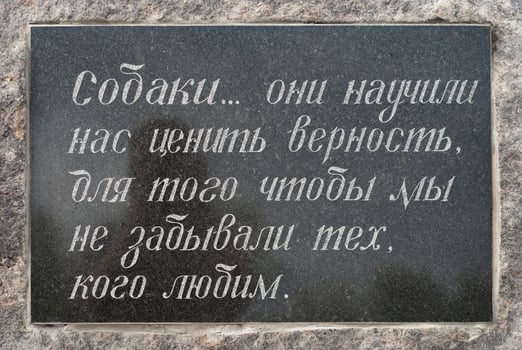 Собаки... они научили
нас ценить верность,
для того чтобы мы
не забывали тех,
кого любим.